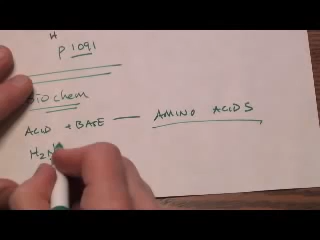 H
p 1091
Biochem
ACID + BASE — AMINO ACIDS
H₂N